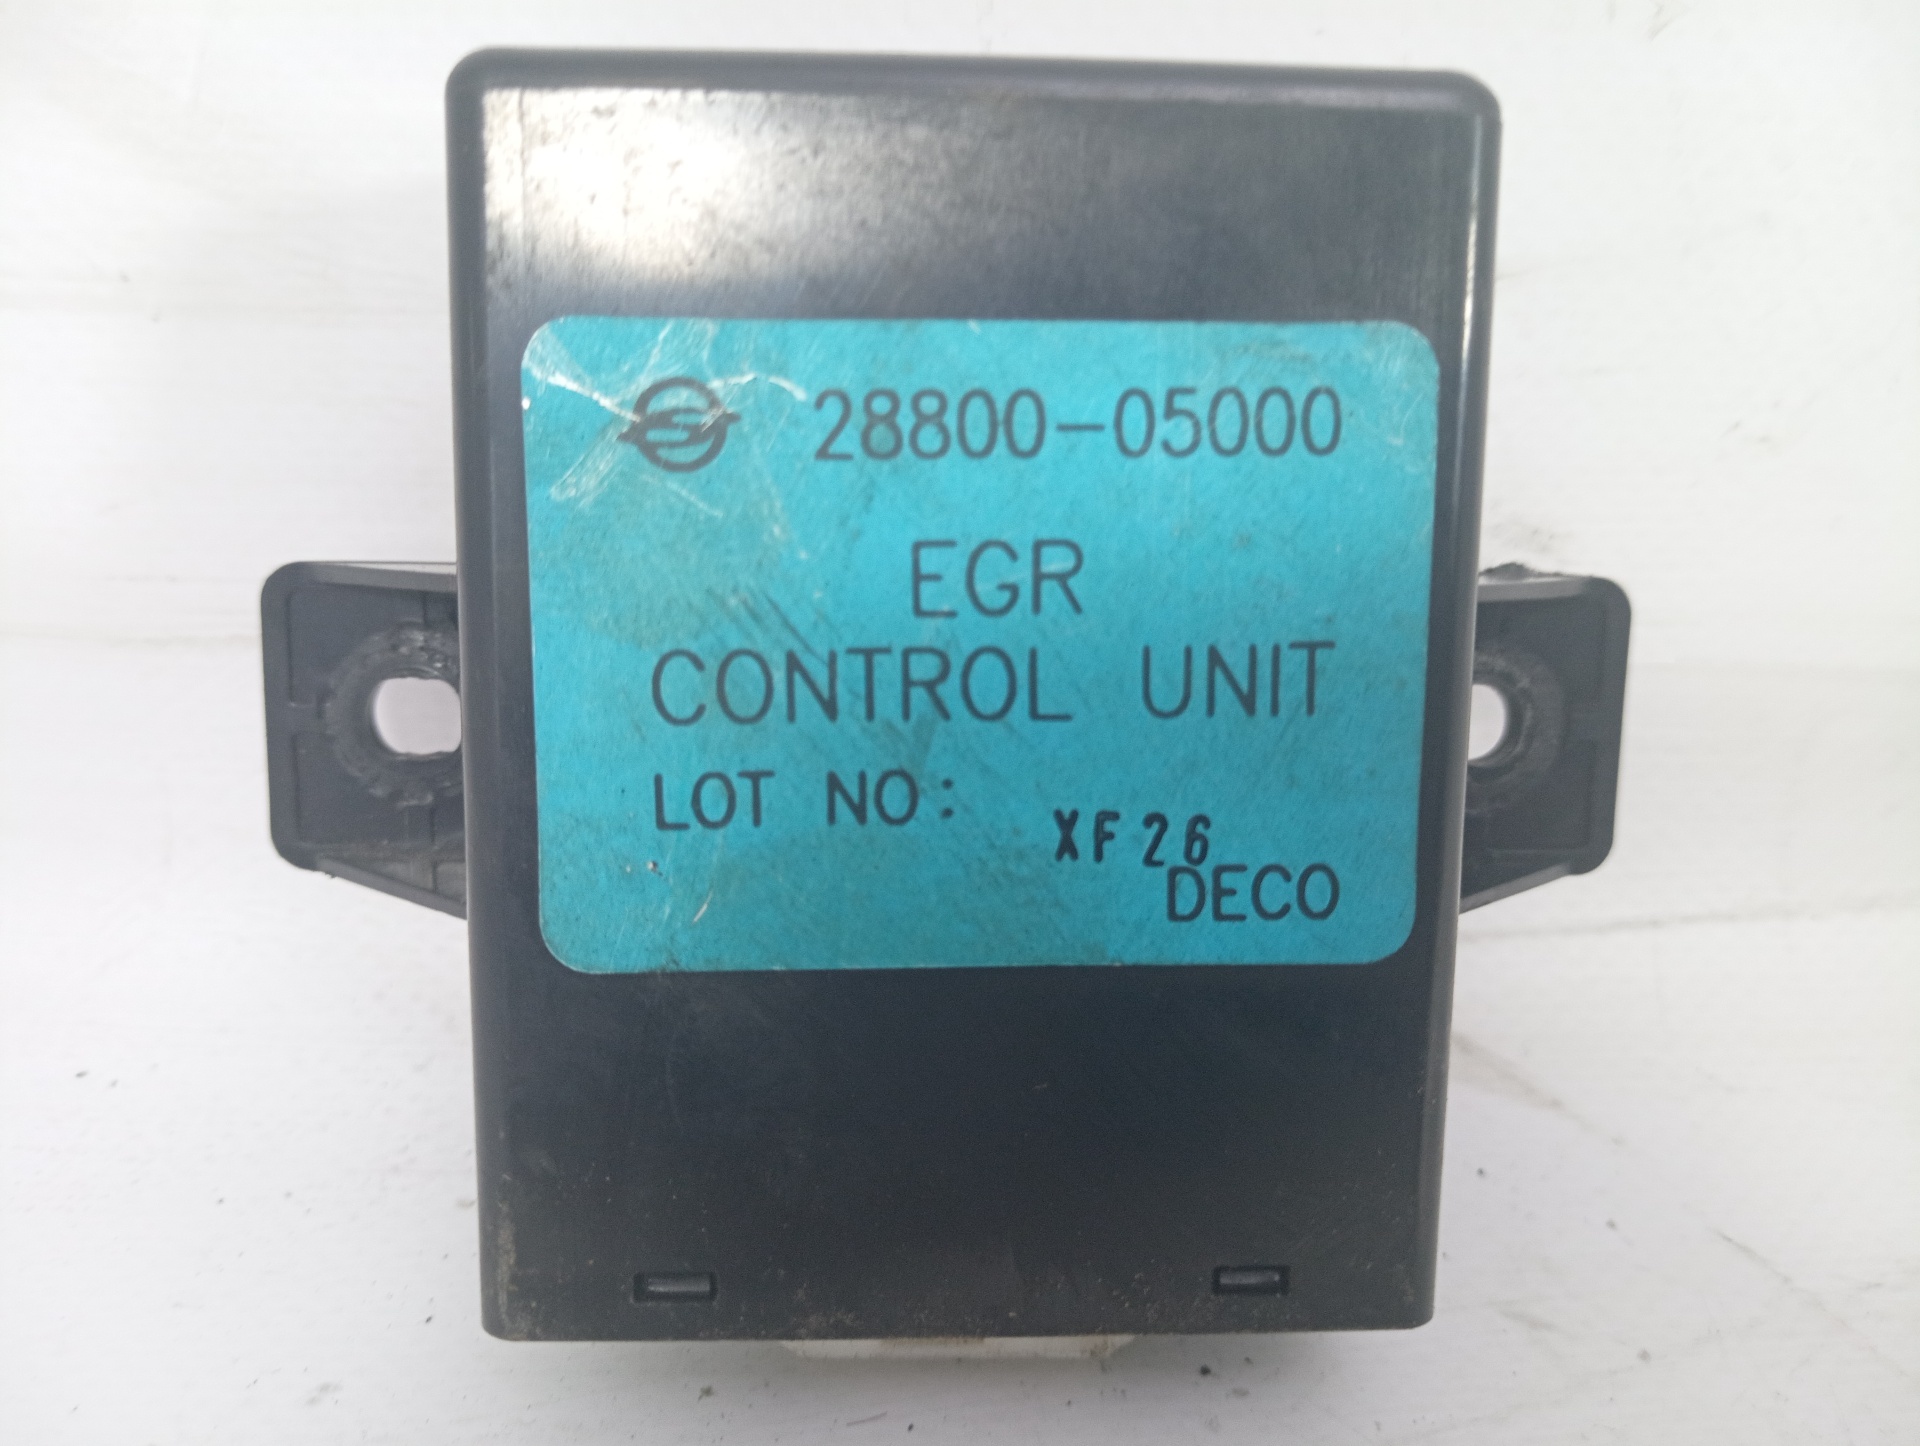 28800-05000
EGR
CONTROL UNIT
LOT NO:
XF26
DECO